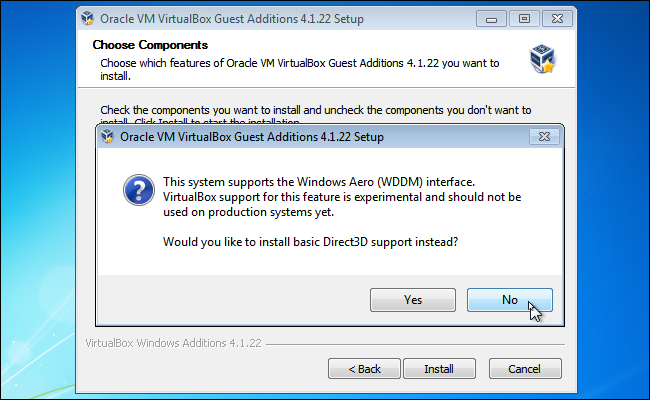 Oracle VM VirtualBox Guest Additions 4.1.22 Setup
Choose Components
Choose which features of Oracle VM VirtualBox Guest Additions 4.1.22 you want to
install.
Check the components you want to install and uncheck the components you don't want to
install. Click Install to start the installation.
Oracle VM VirtualBox Guest Additions 4.1.22 Setup
This system supports the Windows Aero (WDDM) interface.
VirtualBox support for this feature is experimental and should not be
used on production systems yet.
Would you like to install basic Direct3D support instead?
Yes No
VirtualBox Windows Additions 4.1.22
< Back Install Cancel